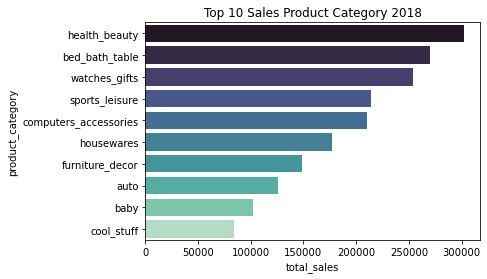 Top 10 Sales Product Category 2018
product_category
health_beauty
bed_bath_table
watches_gifts
sports_leisure
computers_accessories
housewares
furniture_decor
auto
baby
cool_stuff
0 50000 100000 150000 200000 250000 300000
total_sales